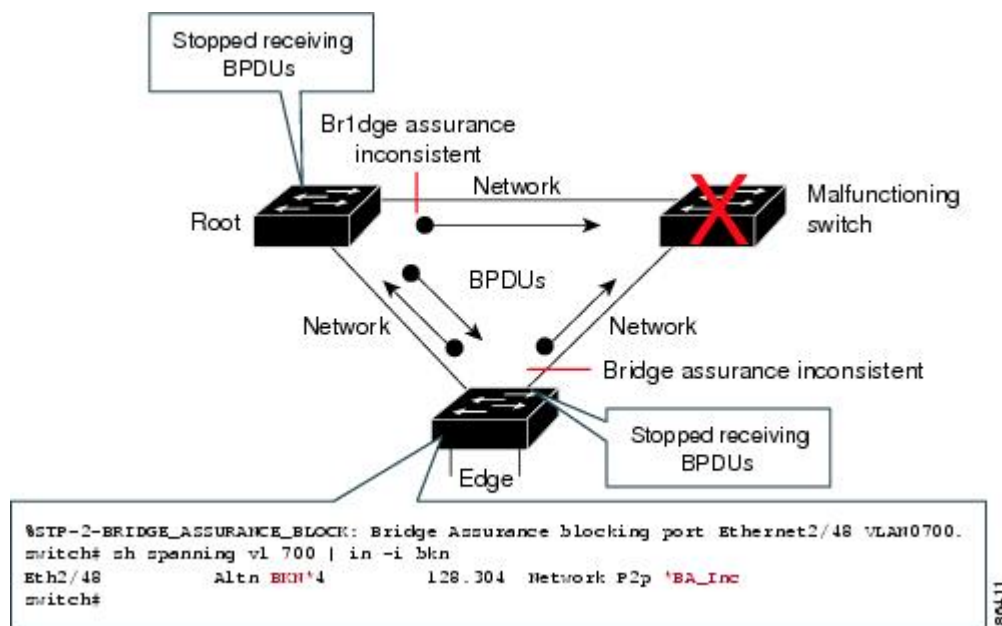 Stopped receiving
BPDUs
Br1dge assurance
inconsistent
Network
Root
Malfunctioning
switch
BPDUs
Network
Network
Bridge assurance inconsistent
Stopped receiving
BPDUs
Edge
%STP-2-BRIDGE_ASSURANCE_BLOCK: Bridge Assurance blocking port Ethernet2/48 VLAN0700.
switch# sh spanning vl 700 | in -i bkn
Eth2/48 Altn BKN*4 128.304 Network P2p *BA_Inc
switch#